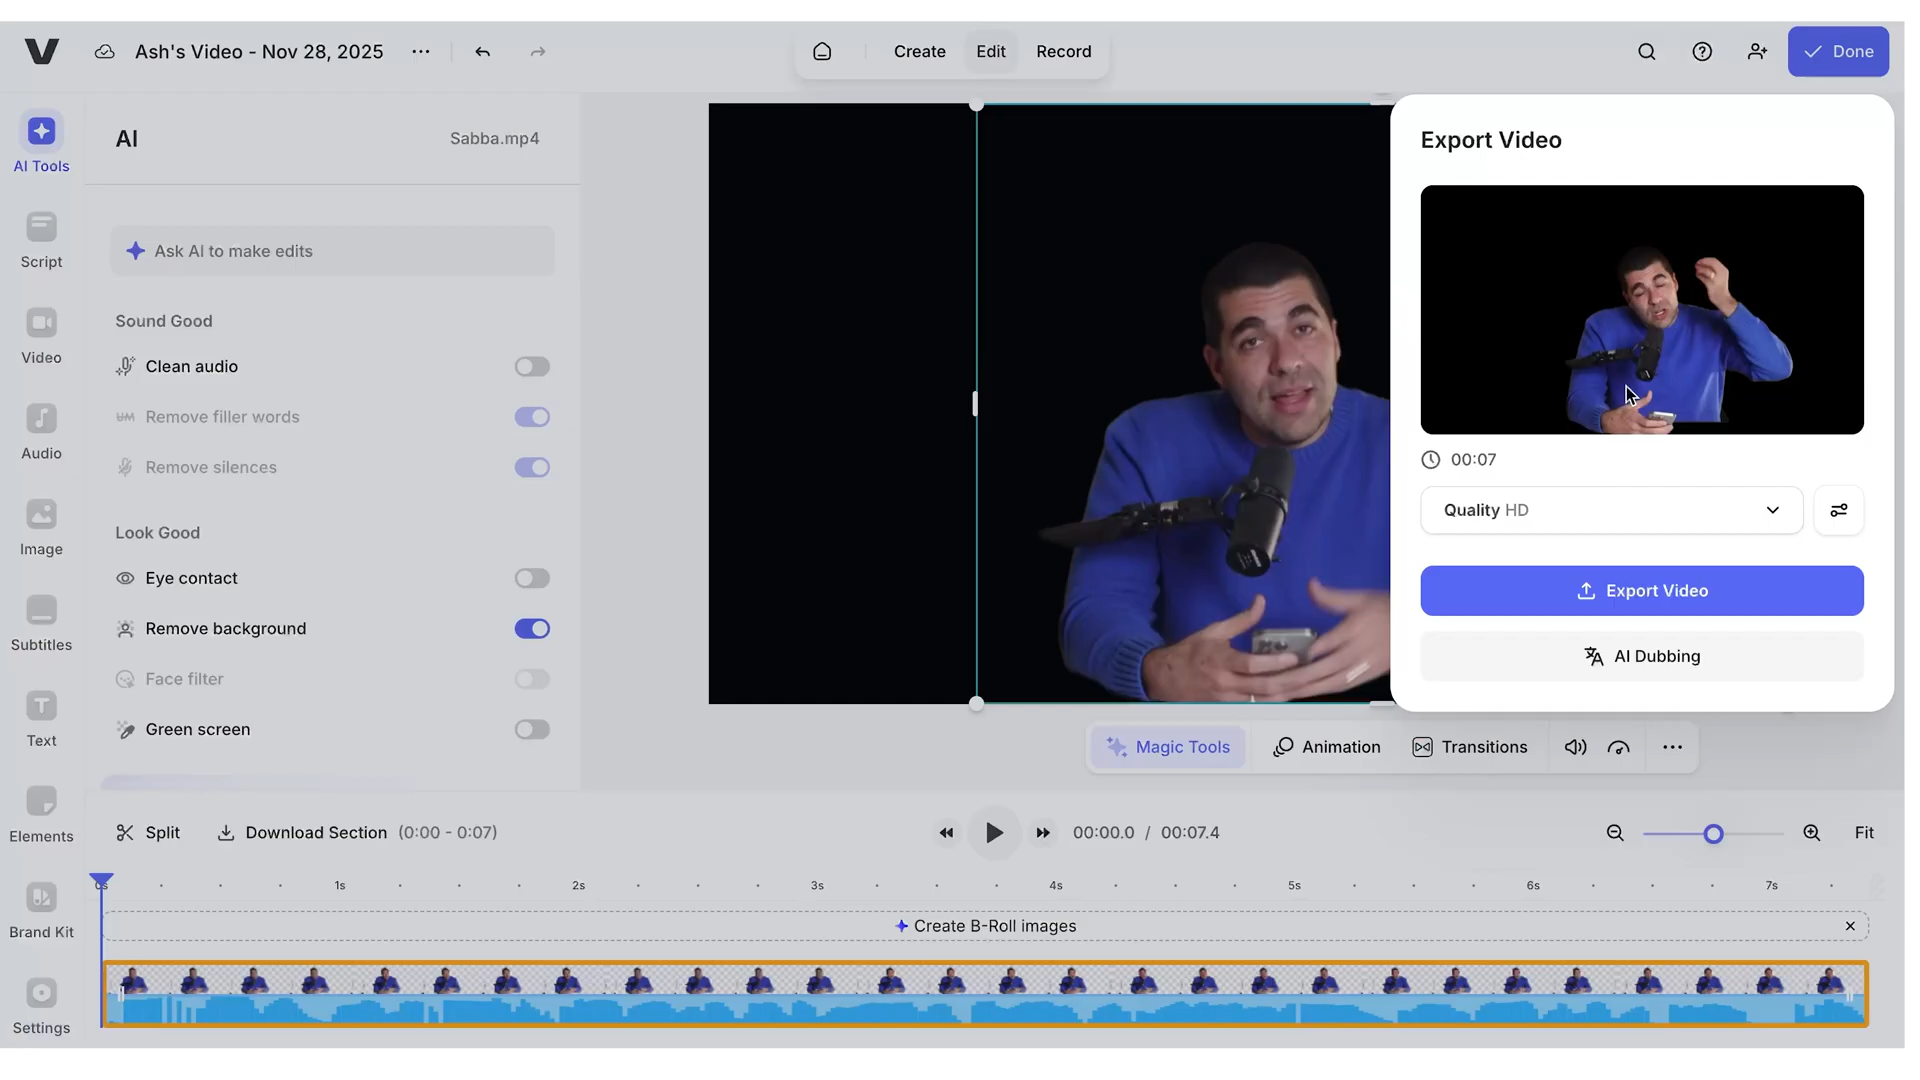 Ash's Video - Nov 28, 2025
Create
Edit
Record
Done
AI Tools
Script
Video
Audio
Image
Subtitles
Text
Elements
Brand Kit
Settings
AI
Sabba.mp4
Ask AI to make edits
Sound Good
Clean audio
UM Remove filler words
Remove silences
Look Good
Eye contact
Remove background
Face filter
Green screen
Export Video
00:07
Quality HD
Export Video
AI Dubbing
Magic Tools
Animation
Transitions
Split
Download Section (0:00 - 0:07)
00:00.0 / 00:07.4
Fit
0s 1s 2s 3s 4s 5s 6s 7s
Create B-Roll images